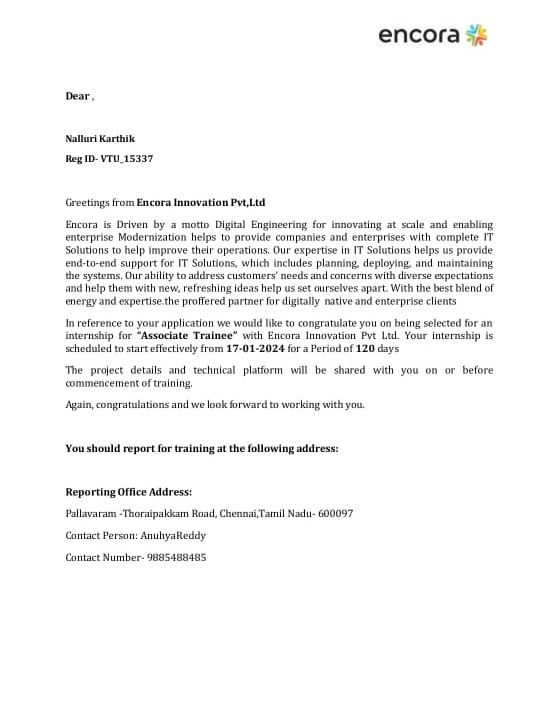 encora
Dear ,
Nalluri Karthik
Reg ID- VTU_15337
Greetings from Encora Innovation Pvt,Ltd
Encora is Driven by a motto Digital Engineering for innovating at scale and enabling
enterprise Modernization helps to provide companies and enterprises with complete IT
Solutions to help improve their operations. Our expertise in IT Solutions helps us provide
end-to-end support for IT Solutions, which includes planning, deploying, and maintaining
the systems. Our ability to address customers’ needs and concerns with diverse expectations
and help them with new, refreshing ideas help us set ourselves apart. With the best blend of
energy and expertise.the proffered partner for digitally native and enterprise clients
In reference to your application we would like to congratulate you on being selected for an
internship for “Associate Trainee” with Encora Innovation Pvt Ltd. Your internship is
scheduled to start effectively from 17-01-2024 for a Period of 120 days
The project details and technical platform will be shared with you on or before
commencement of training.
Again, congratulations and we look forward to working with you.
You should report for training at the following address:
Reporting Office Address:
Pallavaram -Thoraipakkam Road, Chennai,Tamil Nadu- 600097
Contact Person: AnuhyaReddy
Contact Number- 9885488485